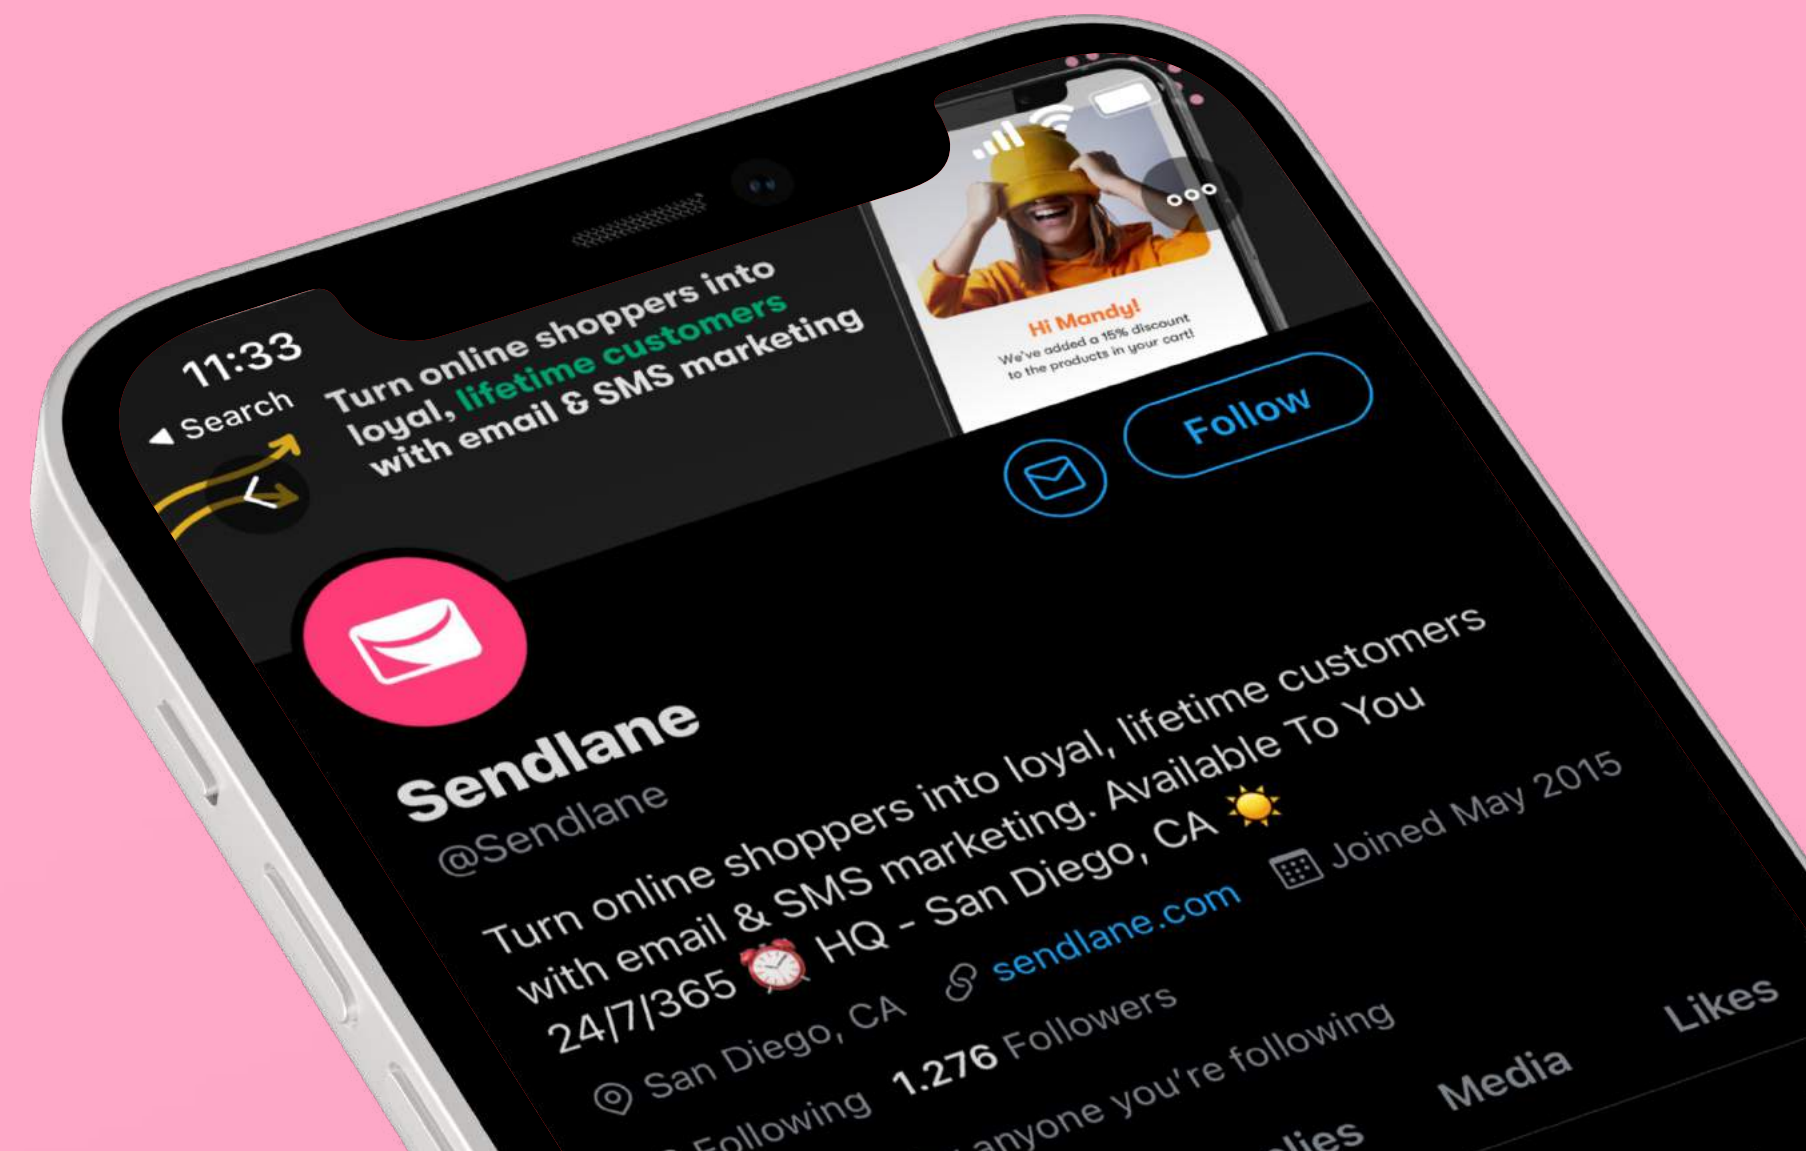 11:33
Search
Turn online shoppers into
loyal, lifetime customers
with email & SMS marketing
Hi Mandy!
We've added a 15% discount
to the products in your cart!
Follow
Sendlane
@Sendlane
Turn online shoppers into loyal, lifetime customers
with email & SMS marketing. Available To You
24/7/365 HQ - San Diego, CA
San Diego, CA sendlane.com Joined May 2015
Following 1.276 Followers
anyone you're following
Media Likes